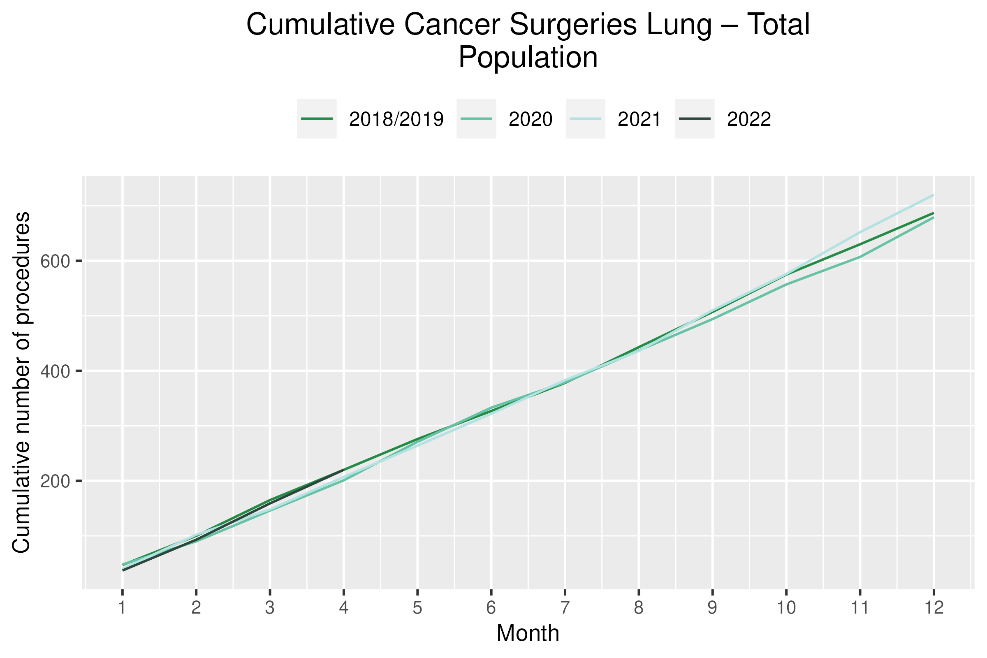 Cumulative Cancer Surgeries Lung – Total
Population
2018/2019 2020 2021 2022
Cumulative number of procedures
600
400
200
1 2 3 4 5 6 7 8 9 10 11 12
Month